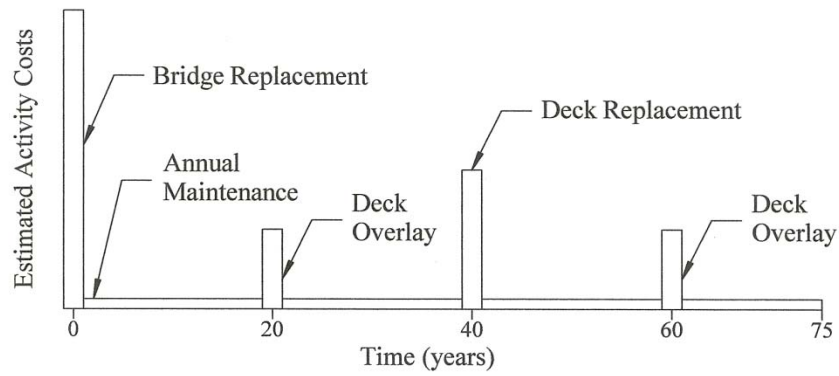 Estimated Activity Costs
Bridge Replacement
Annual
Maintenance
Deck
Overlay
Deck Replacement
Deck
Overlay
0
20
40
60
75
Time (years)